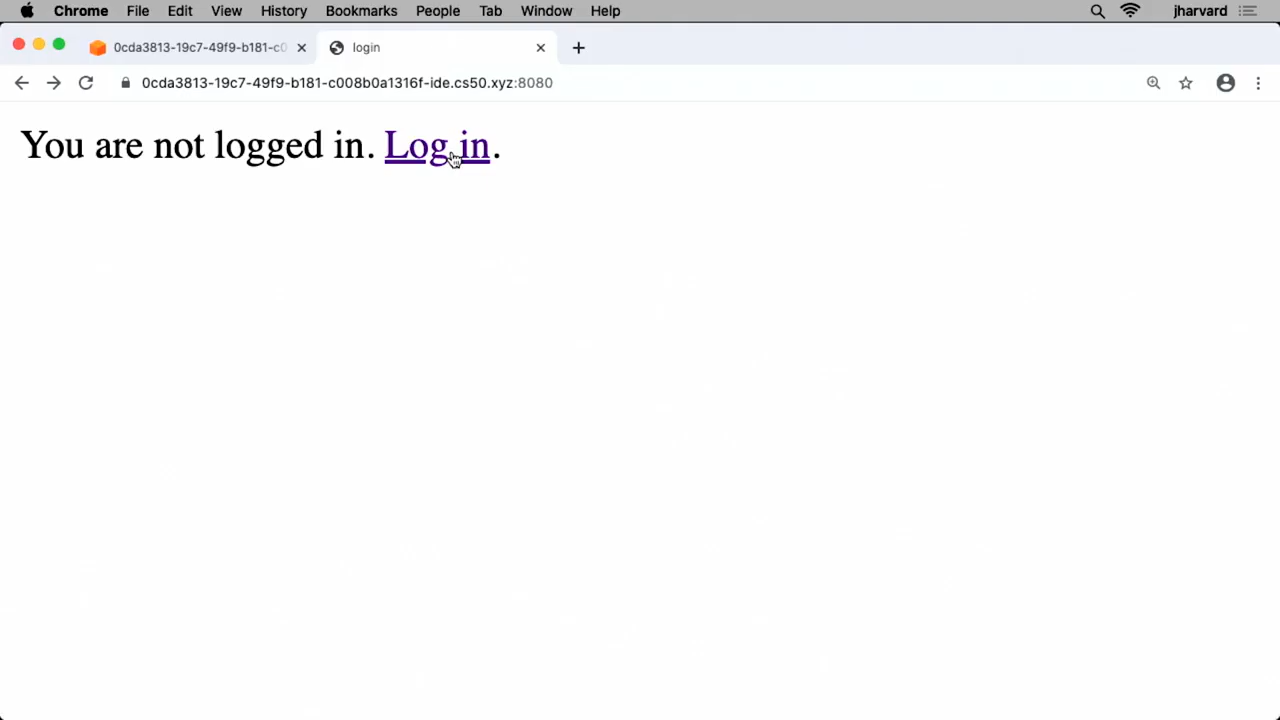 Chrome File Edit View History Bookmarks People Tab Window Help jharvard
0cda3813-19c7-49f9-b181-c0 login
0cda3813-19c7-49f9-b181-c008b0a1316f-ide.cs50.xyz:8080
You are not logged in. Log in.